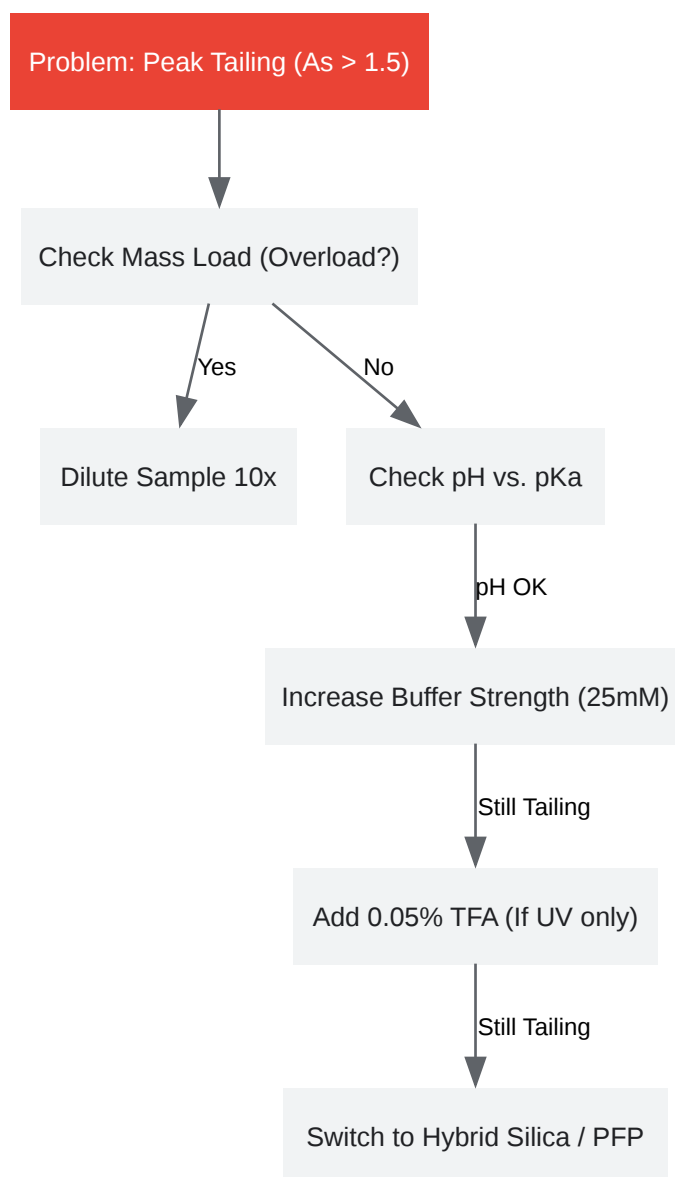 Problem: Peak Tailing (As > 1.5)
Check Mass Load (Overload?)
Yes
No
Dilute Sample 10x
Check pH vs. pKa
pH OK
Increase Buffer Strength (25mM)
Still Tailing
Add 0.05% TFA (If UV only)
Still Tailing
Switch to Hybrid Silica / PFP